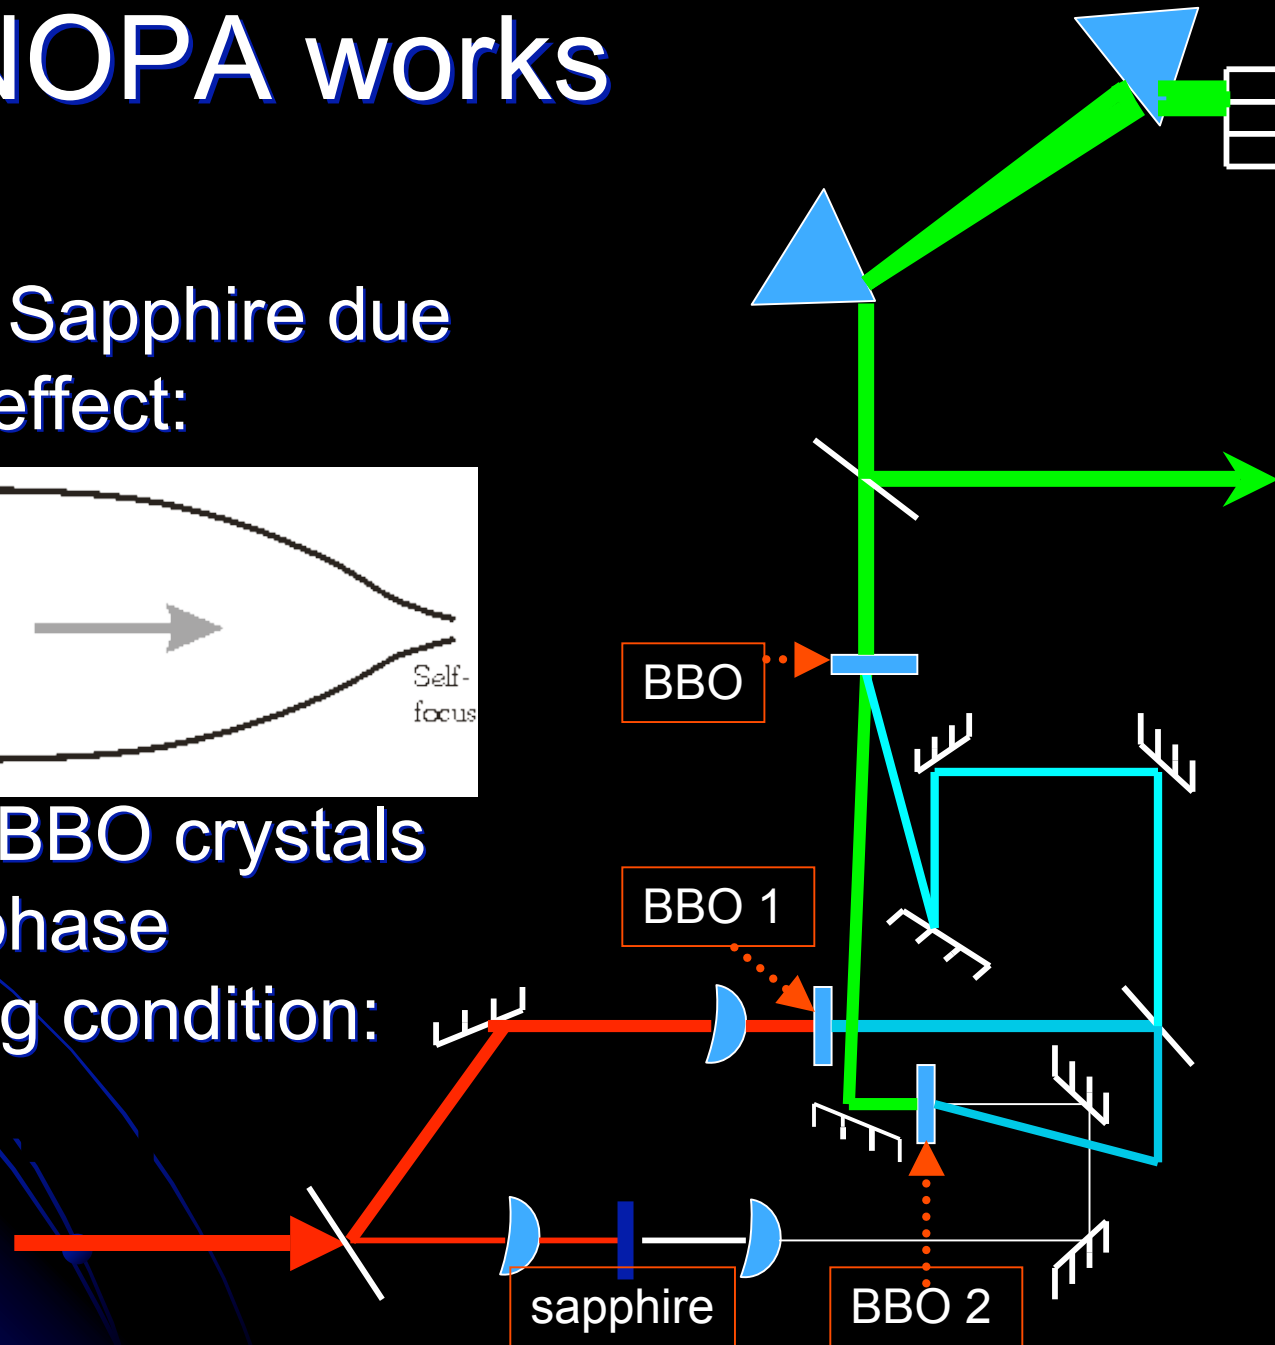 NOPA works
Sapphire due
effect:
Self-
focus
BBO crystals
phase
g condition:
BBO
BBO 1
sapphire
BBO 2